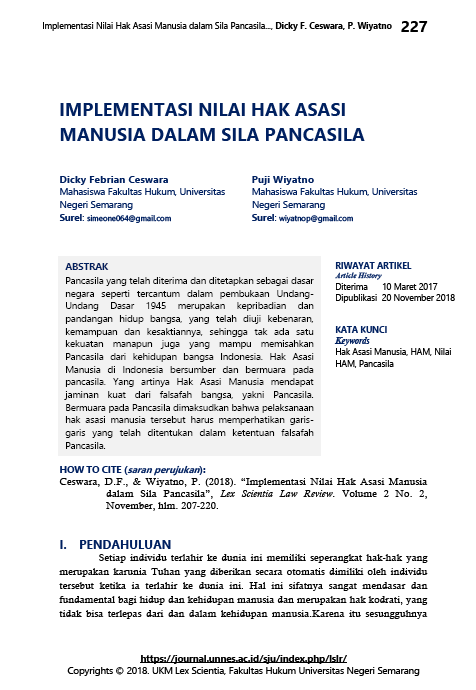 Implementasi Nilai Hak Asasi Manusia dalam Sila Pancasila..., Dicky F. Ceswara, P. Wiyatno 227
IMPLEMENTASI NILAI HAK ASASI
MANUSIA DALAM SILA PANCASILA
Dicky Febrian Ceswara
Mahasiswa Fakultas Hukum, Universitas
Negeri Semarang
Surel: simeone064@gmail.com
Puji Wiyatno
Mahasiswa Fakultas Hukum, Universitas
Negeri Semarang
Surel: wiyatnop@gmail.com
ABSTRAK
Pancasila yang telah diterima dan ditetapkan sebagai dasar
negara seperti tercantum dalam pembukaan Undang-
Undang Dasar 1945 merupakan kepribadian dan
pandangan hidup bangsa, yang telah diuji kebenaran,
kemampuan dan kesaktiannya, sehingga tak ada satu
kekuatan manapun juga yang mampu memisahkan
Pancasila dari kehidupan bangsa Indonesia. Hak Asasi
Manusia di Indonesia bersumber dan bermuara pada
pancasila. Yang artinya Hak Asasi Manusia mendapat
jaminan kuat dari falsafah bangsa, yakni Pancasila.
Bermuara pada Pancasila dimaksudkan bahwa pelaksanaan
hak asasi manusia tersebut harus memperhatikan garis-
garis yang telah ditentukan dalam ketentuan falsafah
Pancasila.
RIWAYAT ARTIKEL
Article History
Diterima 10 Maret 2017
Dipublikasi 20 November 2018
KATA KUNCI
Keywords
Hak Asasi Manusia, HAM, Nilai
HAM, Pancasila
HOW TO CITE (saran perujukan):
Ceswara, D.F., & Wiyatno, P. (2018). “Implementasi Nilai Hak Asasi Manusia
dalam Sila Pancasila”, Lex Scientia Law Review. Volume 2 No. 2,
November, hlm. 207-220.
I. PENDAHULUAN
Setiap individu terlahir ke dunia ini memiliki seperangkat hak-hak yang
merupakan karunia Tuhan yang diberikan secara otomatis dimiliki oleh individu
tersebut ketika ia terlahir ke dunia ini. Hal ini sifatnya sangat mendasar dan
fundamental bagi hidup dan kehidupan manusia dan merupakan hak kodrati, yang
tidak bisa terlepas dari dan dalam kehidupan manusia.Karena itu sesungguhnya
https://journal.unnes.ac.id/sju/index.php/lslr/
Copyrights © 2018. UKM Lex Scientia, Fakultas Hukum Universitas Negeri Semarang